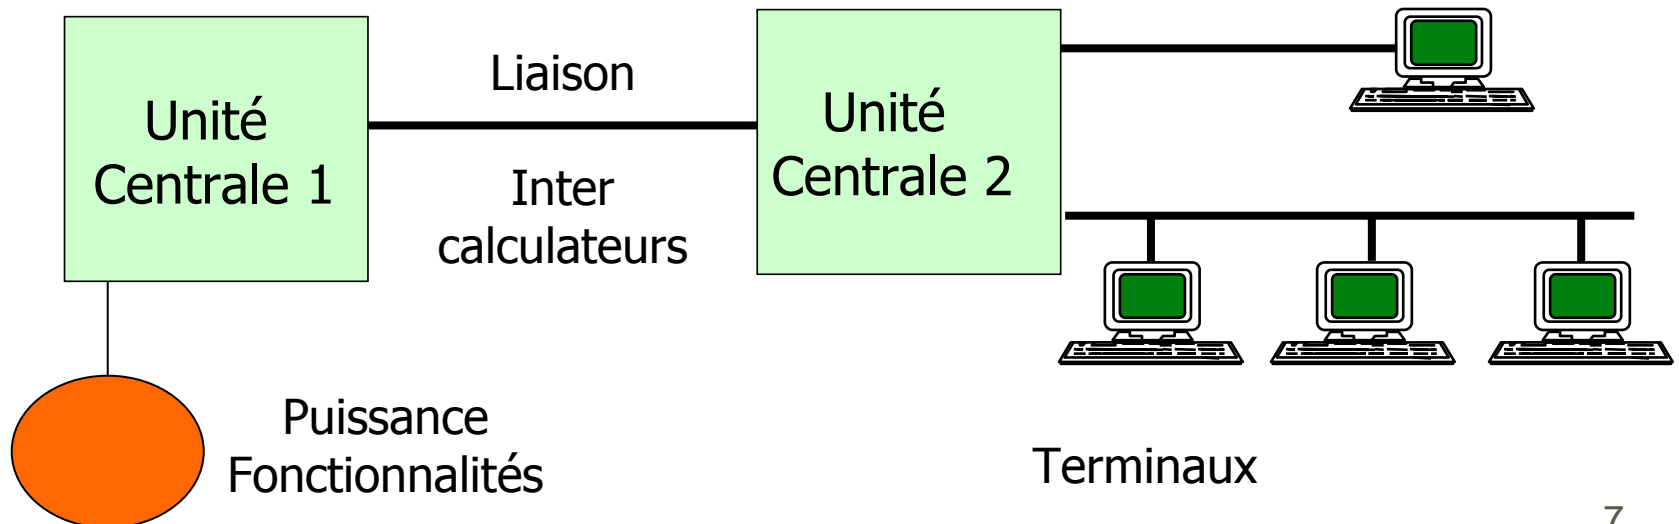 Unité
Centrale 1
Liaison
Inter
calculateurs
Unité
Centrale 2
Puissance
Fonctionnalités
Terminaux
7